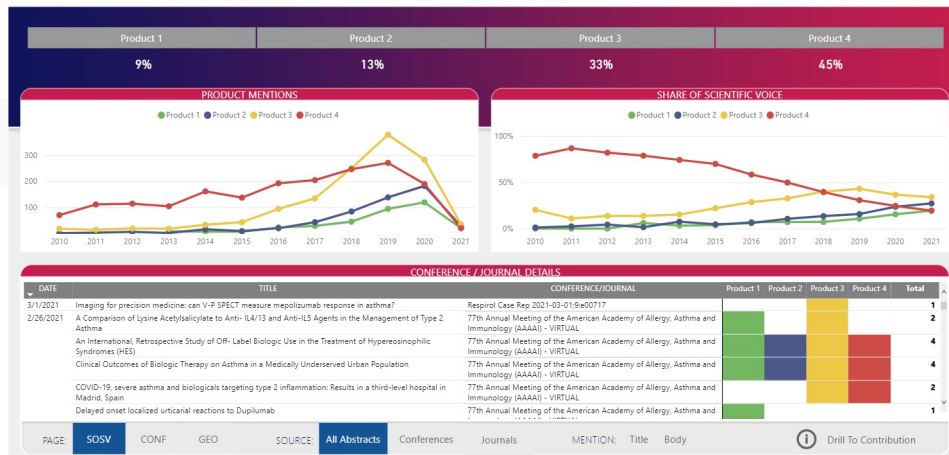 Product 1 Product 2 Product 3 Product 4
9% 13% 33% 45%
PRODUCT MENTIONS
Product 1 Product 2 Product 3 Product 4
300
200
100
2010 2011 2012 2013 2014 2015 2016 2017 2018 2019 2020 2021
SHARE OF SCIENTIFIC VOICE
Product 1 Product 2 Product 3 Product 4
100%
50%
0%
2010 2011 2012 2013 2014 2015 2016 2017 2018 2019 2020 2021
CONFERENCE / JOURNAL DETAILS
DATE TITLE CONFERENCE/JOURNAL Product 1 Product 2 Product 3 Product 4 Total
3/1/2021 Imaging for precision medicine: can V-P SPECT measure mepolizumab response in asthma? Respirol Case Rep 2021-03-01;9:e00717 1
2/26/2021 A Comparison of Lysine Acetylsalicylate to Anti- IL4/13 and Anti-IL5 Agents in the Management of Type 2 77th Annual Meeting of the American Academy of Allergy, Asthma and 2
Asthma Immunology (AAAAI) - VIRTUAL
An International, Retrospective Study of Off- Label Biologic Use in the Treatment of Hypereosinophilic 77th Annual Meeting of the American Academy of Allergy, Asthma and 4
Syndromes (HES) Immunology (AAAAI) - VIRTUAL
Clinical Outcomes of Biologic Therapy on Asthma in a Medically Underserved Urban Population 77th Annual Meeting of the American Academy of Allergy, Asthma and 4
Immunology (AAAAI) - VIRTUAL
COVID-19, severe asthma and biologicals targeting type 2 inflammation: Results in a third-level hospital in 77th Annual Meeting of the American Academy of Allergy, Asthma and 2
Madrid, Spain Immunology (AAAAI) - VIRTUAL
Delayed onset localized urticarial reactions to Dupilumab 77th Annual Meeting of the American Academy of Allergy, Asthma and 1
PAGE: SOSV CONF GEO SOURCE: All Abstracts Conferences Journals MENTION: Title Body Drill To Contribution